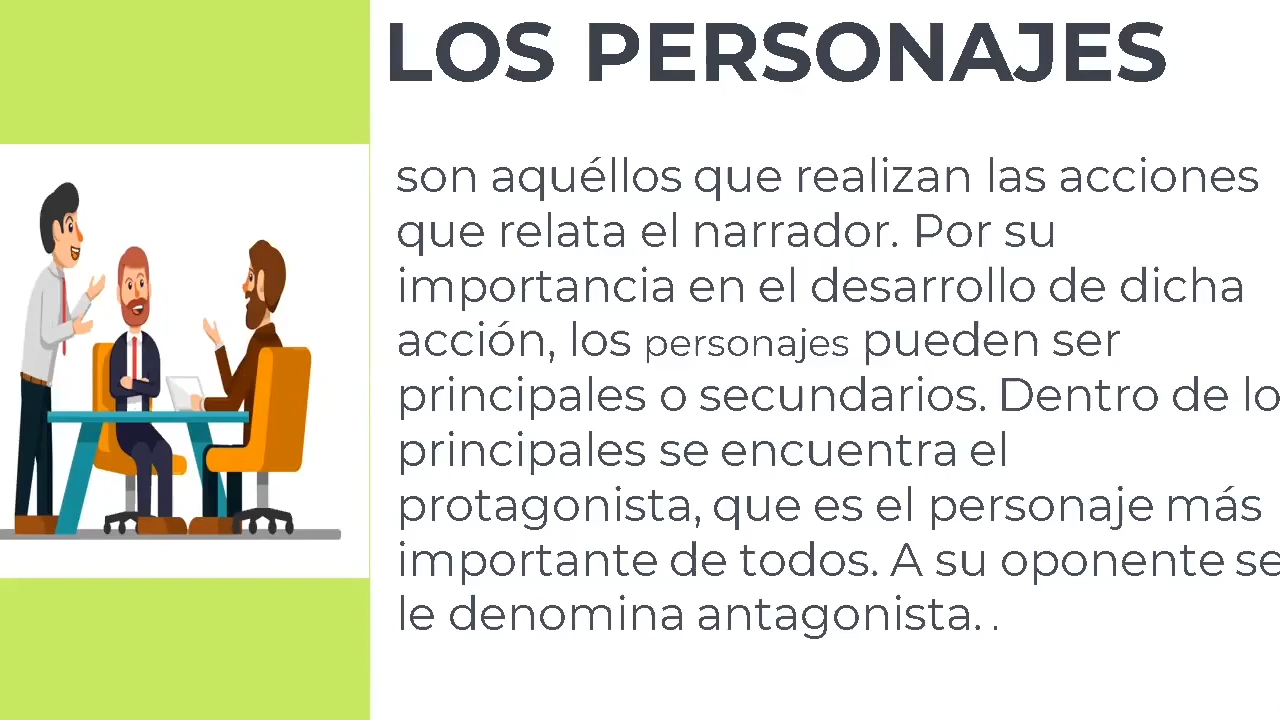 LOS PERSONAJES
son aquéllos que realizan las acciones
que relata el narrador. Por su
importancia en el desarrollo de dicha
acción, los personajes pueden ser
principales o secundarios. Dentro de lo
principales se encuentra el
protagonista, que es el personaje más
importante de todos. A su oponente se
le denomina antagonista. .